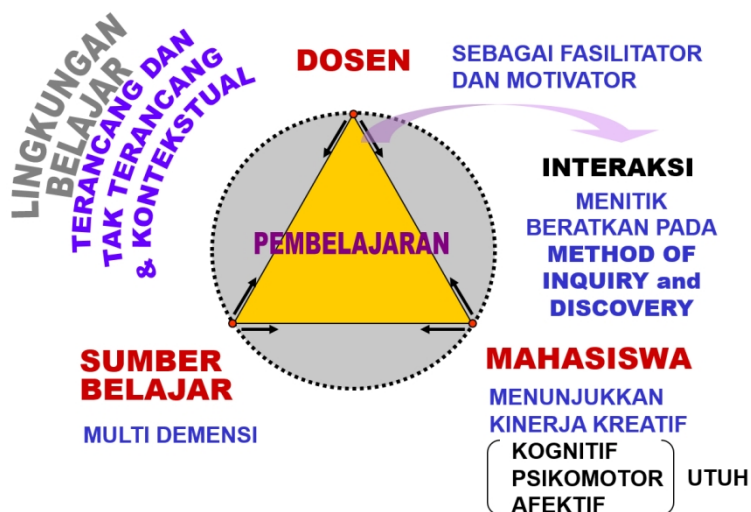 LINGKUNGAN
BELAJAR
TERANCANG DAN
TAK TERANCANG
& KONTEKSTUAL
DOSEN
SEBAGAI FASILITATOR
DAN MOTIVATOR
INTERAKSI
MENITIK
BERATKAN PADA
METHOD OF
INQUIRY and
DISCOVERY
PEMBELAJARAN
SUMBER
BELAJAR
MULTI DEMENSI
MAHASISWA
MENUNJUKKAN
KINERJA KREATIF
KOGNITIF
PSIKOMOTOR
AFEKTIF
UTUH